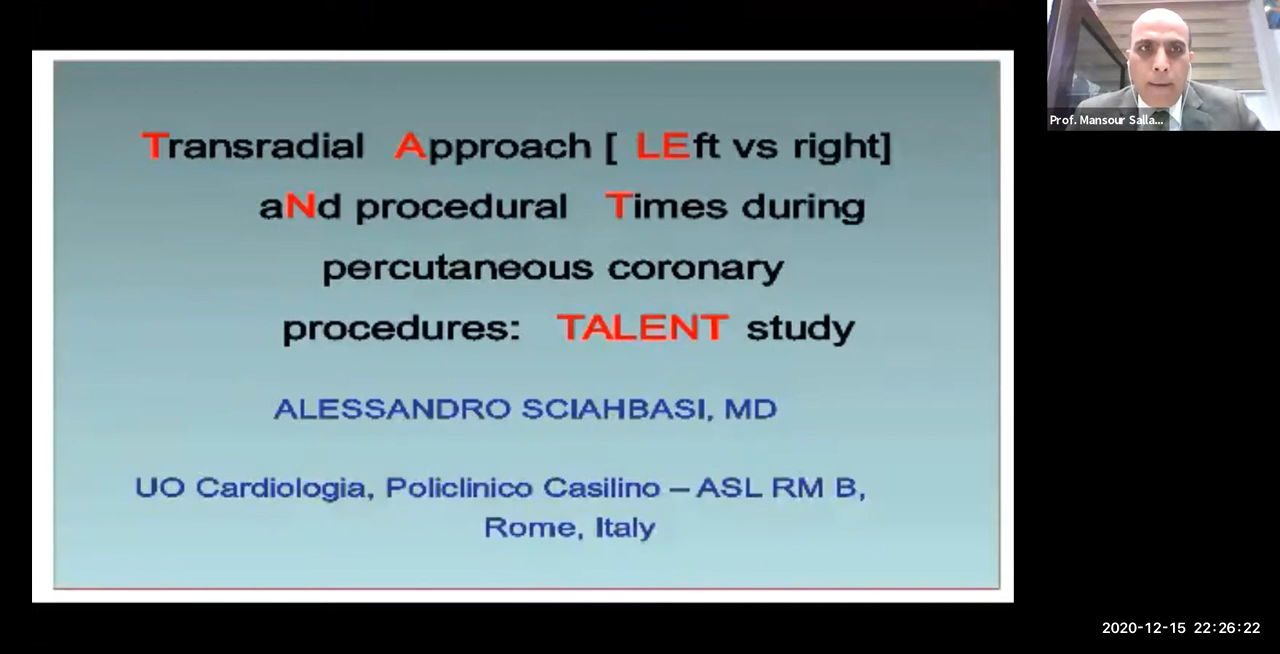 Transradial Approach [ LEft vs right]
aNd procedural Times during
percutaneous coronary
procedures: TALENT study
ALESSANDRO SCIAHBASI, MD
UO Cardiologia, Policlinico Casilino – ASL RM B,
Rome, Italy
Prof. Mansour Salla...
2020-12-15 22:26:22